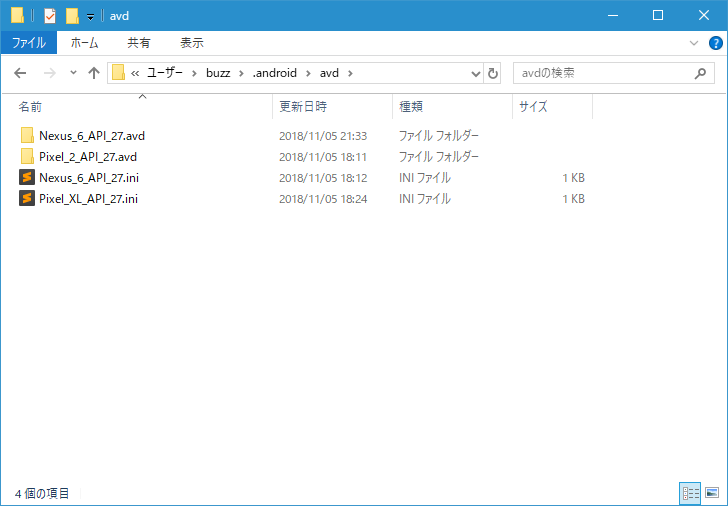 avd
ファイル ホーム 共有 表示
« ユーザー › buzz › .android › avd › avdの検索
名前 更新日時 種類 サイズ
Nexus_6_API_27.avd 2018/11/05 21:33 ファイル フォルダー
Pixel_2_API_27.avd 2018/11/05 18:11 ファイル フォルダー
Nexus_6_API_27.ini 2018/11/05 18:12 INI ファイル 1 KB
Pixel_XL_API_27.ini 2018/11/05 18:24 INI ファイル 1 KB
4 個の項目